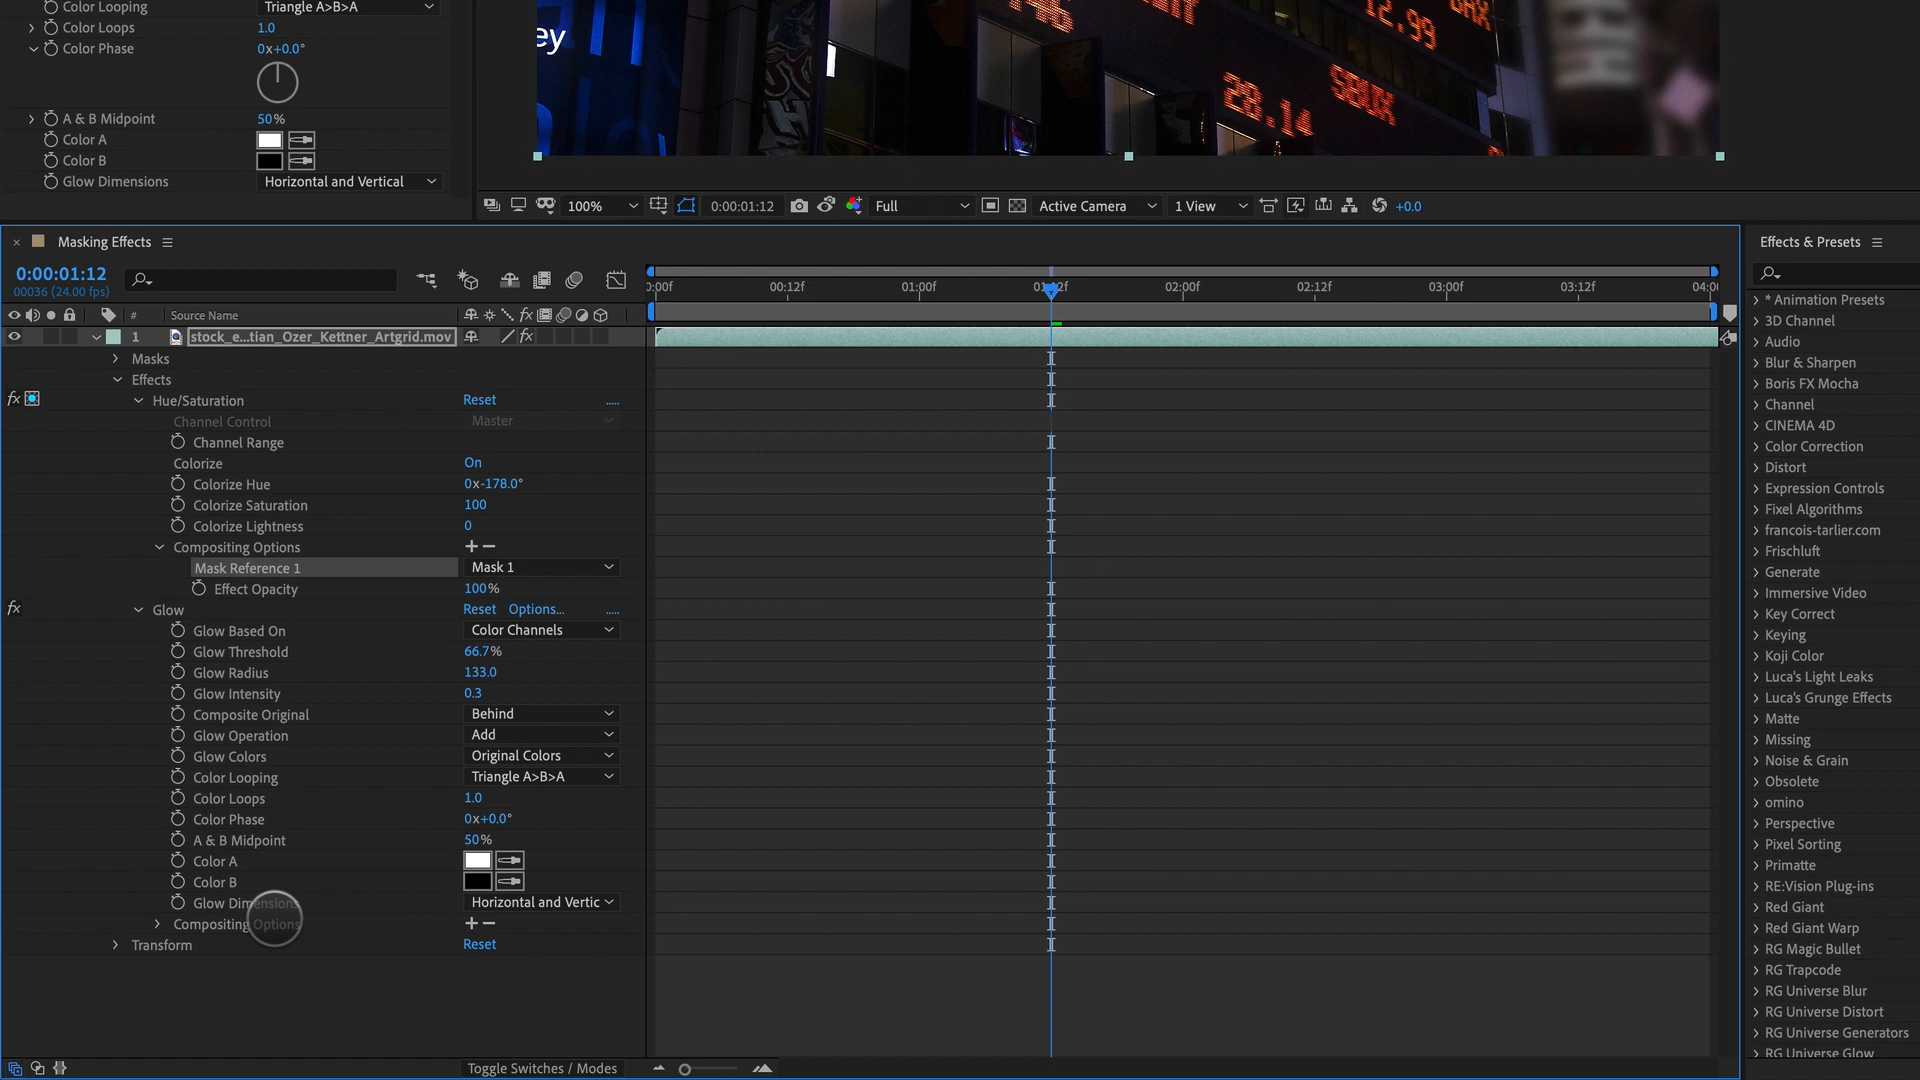 Color Looping
Triangle A>B>A
Color Loops
1.0
Color Phase
0x+0.0°
A & B Midpoint
50%
Color A
Color B
Glow Dimensions
Horizontal and Vertical
ey
12.99
28.14
SBUX
100%
0:00:01:12
Full
Active Camera
1 View
+0.0
Masking Effects
0:00:01:12
00036 (24.00 fps)
:00f
00:12f
01:00f
01:12f
02:00f
02:12f
03:00f
03:12f
04:00
#
Source Name
fx
1
stock_e...tian_Ozer_Kettner_Artgrid.mov
fx
Masks
Effects
fx
Hue/Saturation
Reset
.....
Channel Control
Master
Channel Range
Colorize
On
Colorize Hue
0x-178.0°
Colorize Saturation
100
Colorize Lightness
0
Compositing Options
+ –
Mask Reference 1
Mask 1
Effect Opacity
100%
fx
Glow
Reset
Options...
.....
Glow Based On
Color Channels
Glow Threshold
66.7%
Glow Radius
133.0
Glow Intensity
0.3
Composite Original
Behind
Glow Operation
Add
Glow Colors
Original Colors
Color Looping
Triangle A>B>A
Color Loops
1.0
Color Phase
0x+0.0°
A & B Midpoint
50%
Color A
Color B
Glow Dimensions
Horizontal and Vertic
Compositing Options
+ –
Transform
Reset
Toggle Switches / Modes
Effects & Presets
* Animation Presets
3D Channel
Audio
Blur & Sharpen
Boris FX Mocha
Channel
CINEMA 4D
Color Correction
Distort
Expression Controls
Fixel Algorithms
francois-tarlier.com
Frischluft
Generate
Immersive Video
Key Correct
Keying
Koji Color
Luca's Light Leaks
Luca's Grunge Effects
Matte
Missing
Noise & Grain
Obsolete
omino
Perspective
Pixel Sorting
Primatte
RE:Vision Plug-ins
Red Giant
Red Giant Warp
RG Magic Bullet
RG Trapcode
RG Universe Blur
RG Universe Distort
RG Universe Generators
RG Universe Glow